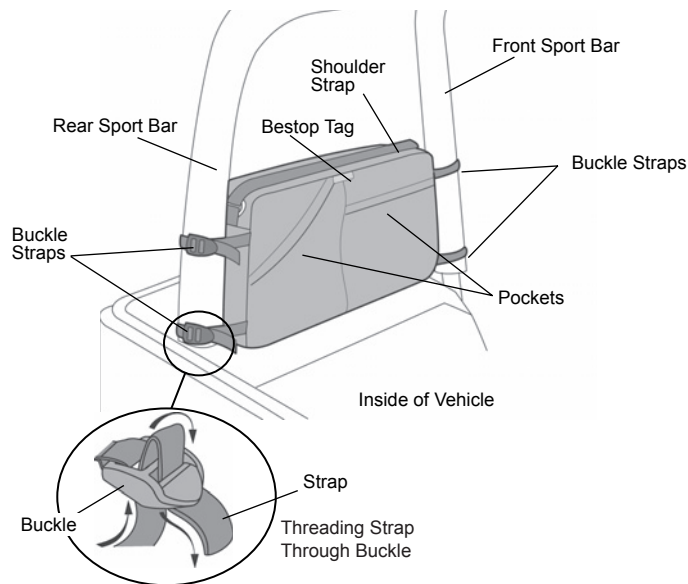 Front Sport Bar
Shoulder
Strap
Bestop Tag
Rear Sport Bar
Buckle Straps
Buckle
Straps
Pockets
Inside of Vehicle
Strap
Buckle
Threading Strap
Through Buckle